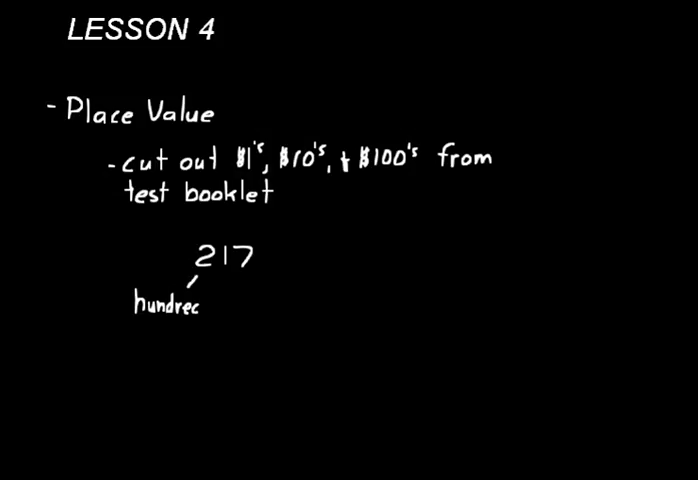 LESSON 4
- Place Value
- cut out $1's, $10's, + $100's from
test booklet
217
hundrec